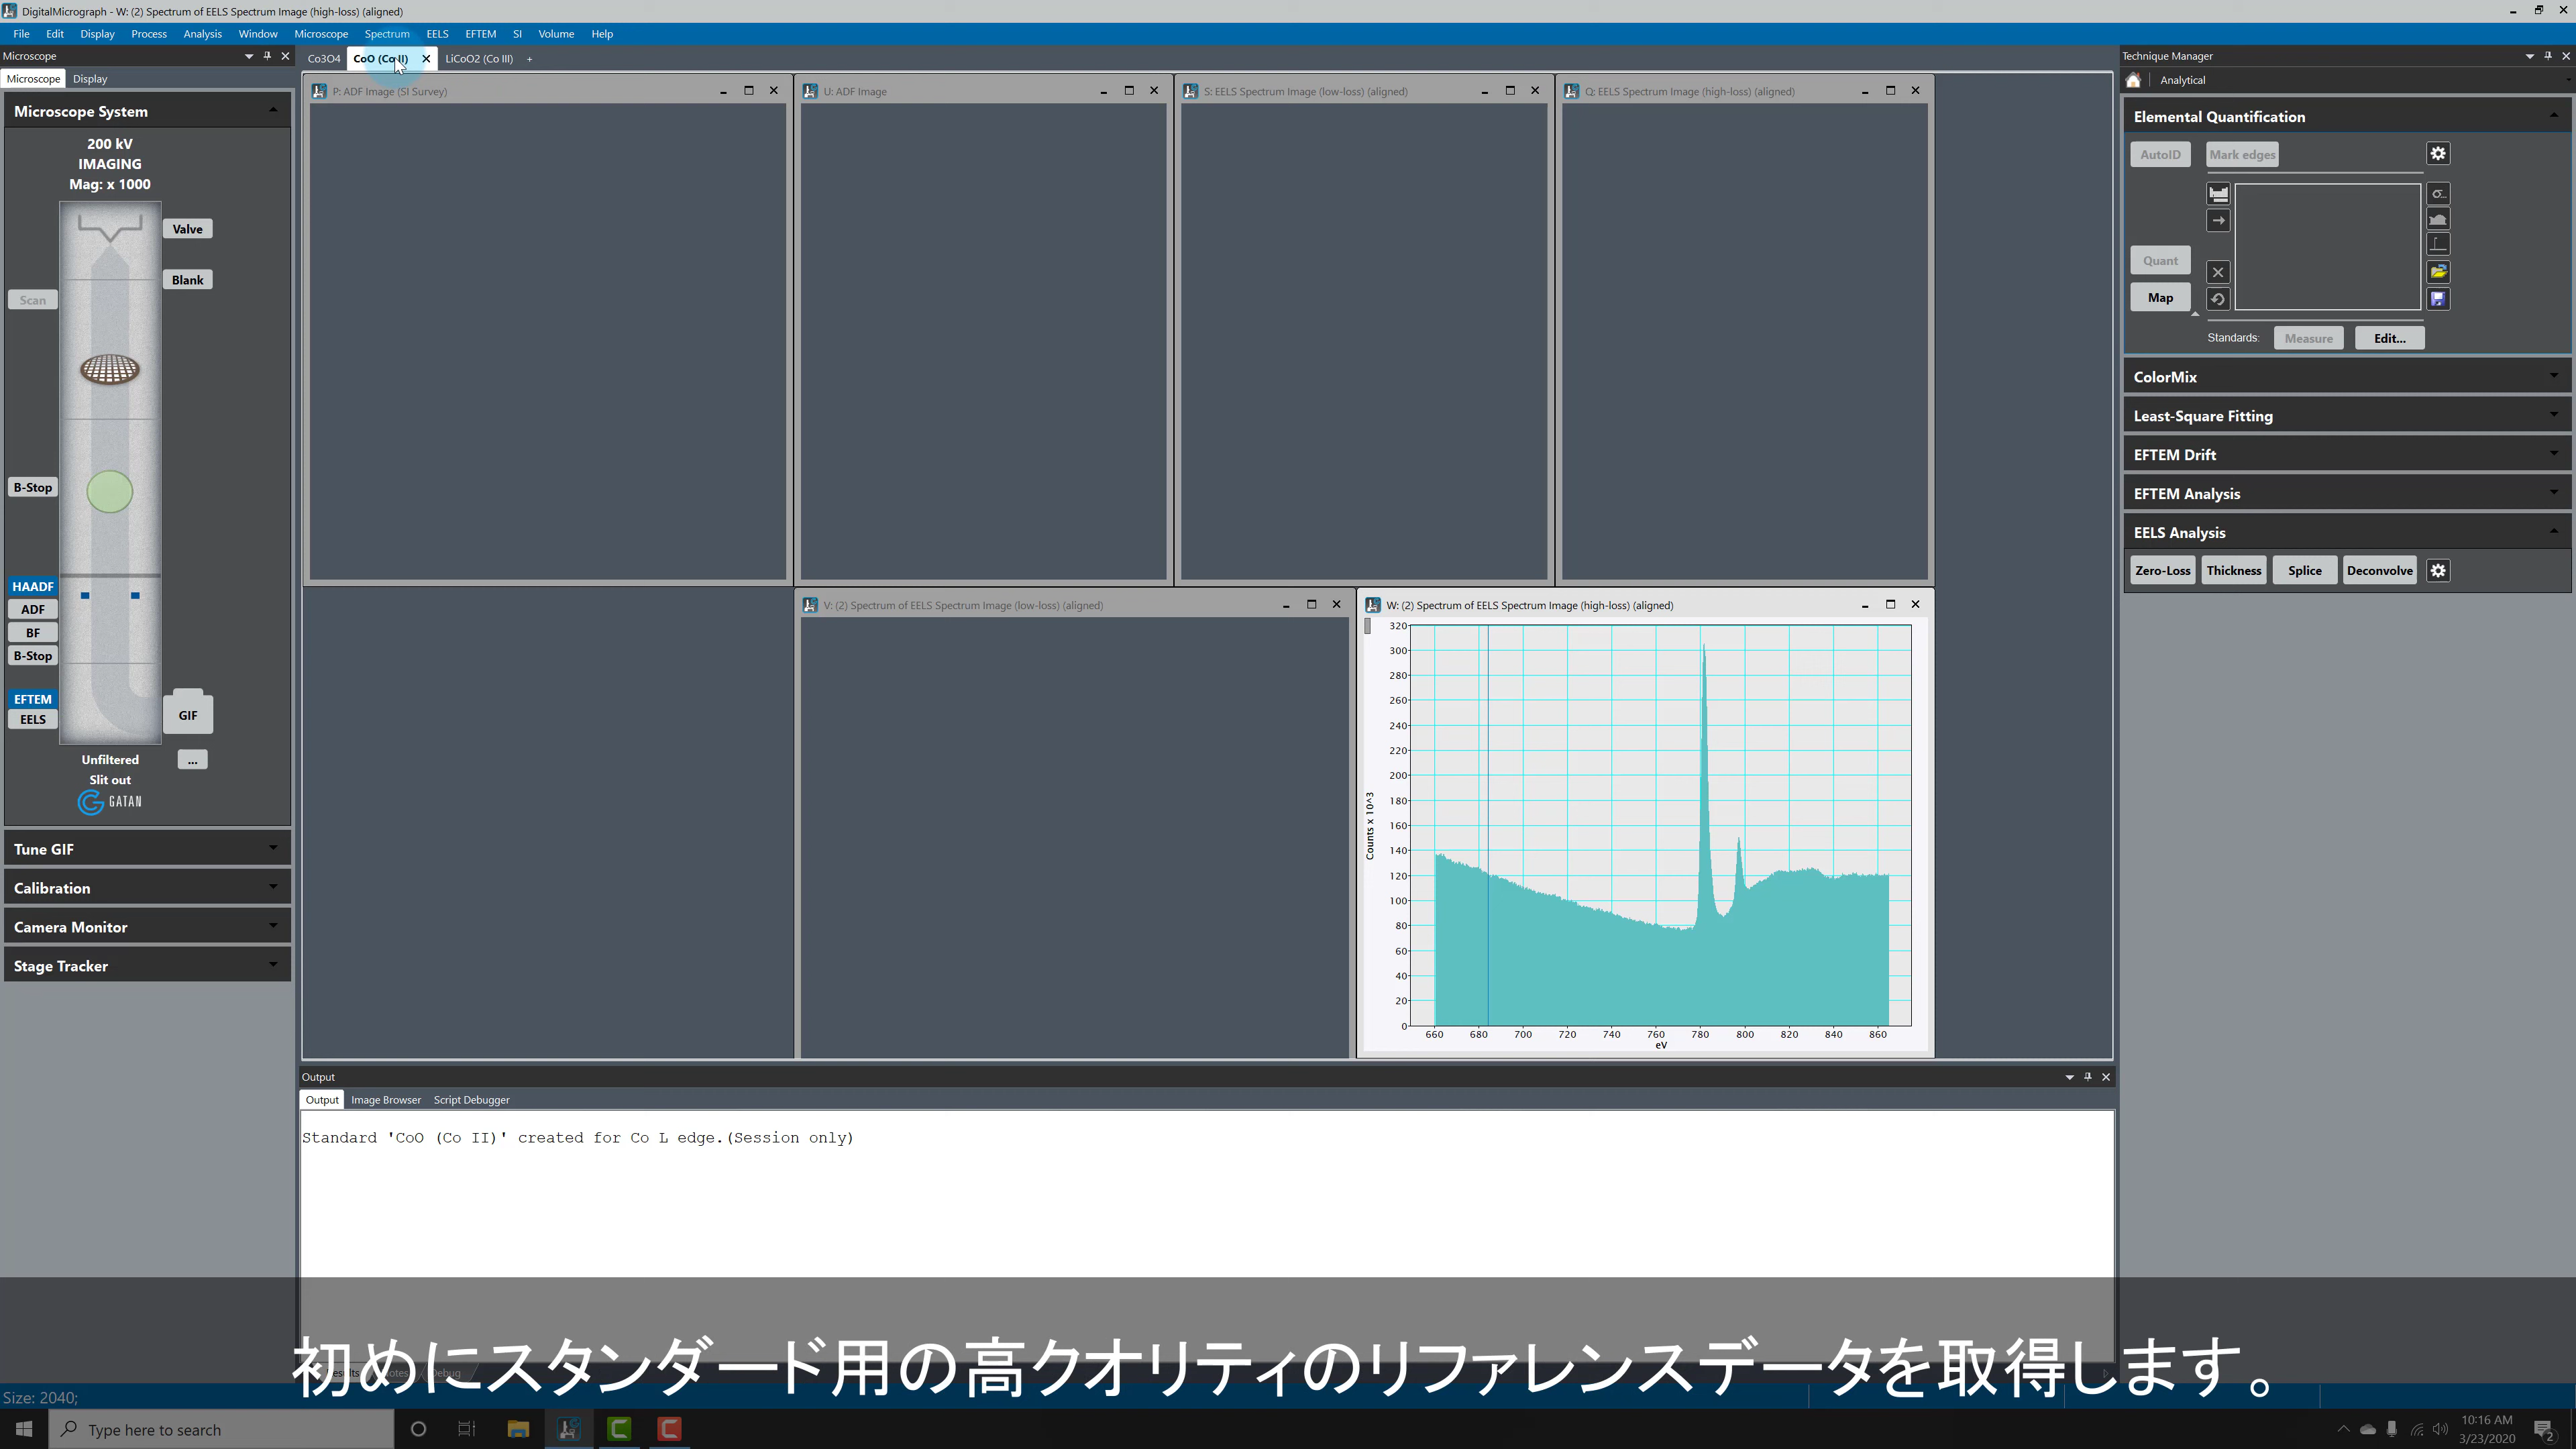 DigitalMicrograph - W: (2) Spectrum of EELS Spectrum Image (high-loss) (aligned)
File Edit Display Process Analysis Window Microscope Spectrum EELS EFTEM SI Volume Help
Microscope
Microscope Display
Microscope System
200 kV
IMAGING
Mag: x 1000
Valve
Blank
Scan
B-Stop
HAADF
ADF
BF
B-Stop
EFTEM
EELS
GIF
Unfiltered
...
Slit out
GATAN
Tune GIF
Calibration
Camera Monitor
Stage Tracker
Co3O4 CoO (Co II) LiCoO2 (Co III) +
P: ADF Image (SI Survey)
U: ADF Image
S: EELS Spectrum Image (low-loss) (aligned)
Q: EELS Spectrum Image (high-loss) (aligned)
V: (2) Spectrum of EELS Spectrum Image (low-loss) (aligned)
W: (2) Spectrum of EELS Spectrum Image (high-loss) (aligned)
320
300
280
260
240
220
200
180
160
140
120
100
80
60
40
20
0
Counts x 10^3
660 680 700 720 740 760 780 800 820 840 860
eV
Output
Output Image Browser Script Debugger
Standard 'CoO (Co II)' created for Co L edge.(Session only)
Technique Manager
Analytical
Elemental Quantification
AutoID Mark edges
Quant
Map
Standards: Measure Edit...
ColorMix
Least-Square Fitting
EFTEM Drift
EFTEM Analysis
EELS Analysis
Zero-Loss Thickness Splice Deconvolve
初めにスタンダード用の高クオリティのリファレンスデータを取得します。
Results Notes Debug
Size: 2040;
Type here to search
10:16 AM
3/23/2020
2